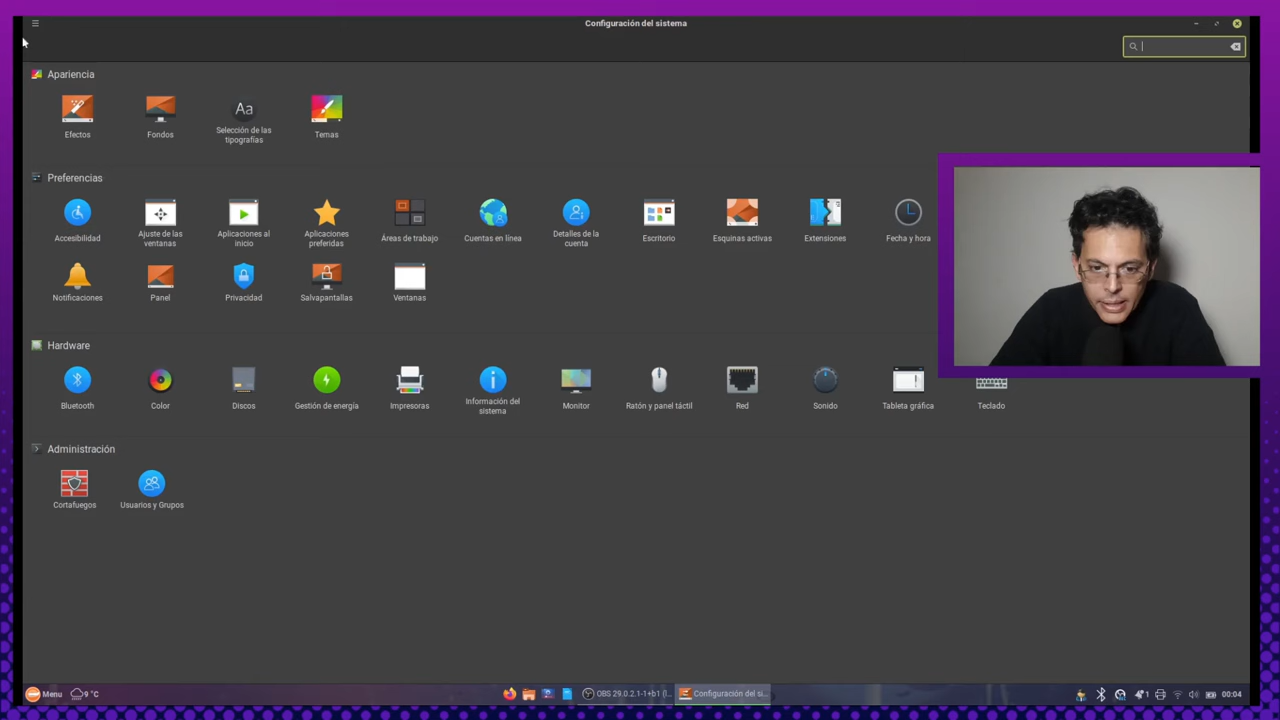 Configuración del sistema
Apariencia
Efectos
Fondos
Aa
Selección de las
tipografías
Temas
Preferencias
Accesibilidad
Ajuste de las
ventanas
Aplicaciones al
inicio
Aplicaciones
preferidas
Áreas de trabajo
Cuentas en línea
Detalles de la
cuenta
Escritorio
Esquinas activas
Extensiones
Fecha y hora
Notificaciones
Panel
Privacidad
Salvapantallas
Ventanas
Hardware
Bluetooth
Color
Discos
Gestión de energía
Impresoras
Información del
sistema
Monitor
Ratón y panel táctil
Red
Sonido
Tableta gráfica
Teclado
Administración
Cortafuegos
Usuarios y Grupos
Menu
9 °C
OBS 29.0.2.1-1+b1 (l...
Configuración del si...
1
00:04